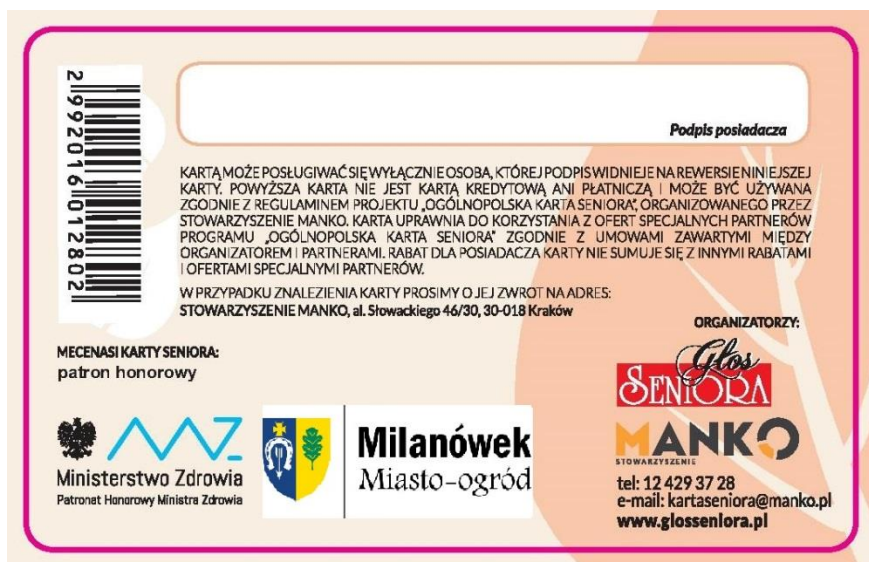 2 992016 012802
Podpis posiadacza
KARTĄ MOŻE POSŁUGIWAĆ SIĘ WYŁĄCZNIE OSOBA, KTÓREJ PODPIS WIDNIEJE NA REWERSIE NINIEJSZEJ
KARTY. POWYŻSZA KARTA NIE JEST KARTĄ KREDYTOWĄ ANI PŁATNICZĄ I MOŻE BYĆ UŻYWANA
ZGODNIE Z REGULAMINEM PROJEKTU „OGÓLNOPOLSKA KARTA SENIORA”, ORGANIZOWANEGO PRZEZ
STOWARZYSZENIE MANKO. KARTA UPRAWNIA DO KORZYSTANIA Z OFERT SPECJALNYCH PARTNERÓW
PROGRAMU „OGÓLNOPOLSKA KARTA SENIORA” ZGODNIE Z UMOWAMI ZAWARTYMI MIĘDZY
ORGANIZATOREM I PARTNERAMI. RABAT DLA POSIADACZA KARTY NIE SUMUJE SIĘ Z INNYMI RABATAMI
I OFERTAMI SPECJALNYMI PARTNERÓW.
W PRZYPADKU ZNALEZIENIA KARTY PROSIMY O JEJ ZWROT NA ADRES:
STOWARZYSZENIE MANKO, al. Słowackiego 46/30, 30-018 Kraków
MECENASI KARTY SENIORA:
patron honorowy
MZ
Ministerstwo Zdrowia
Patronat Honorowy Ministra Zdrowia
Milanówek
Miasto-ogród
ORGANIZATORZY:
Głos
SENIORA
MANKO
STOWARZYSZENIE
tel: 12 429 37 28
e-mail: kartaseniora@manko.pl
www.glosseniora.pl